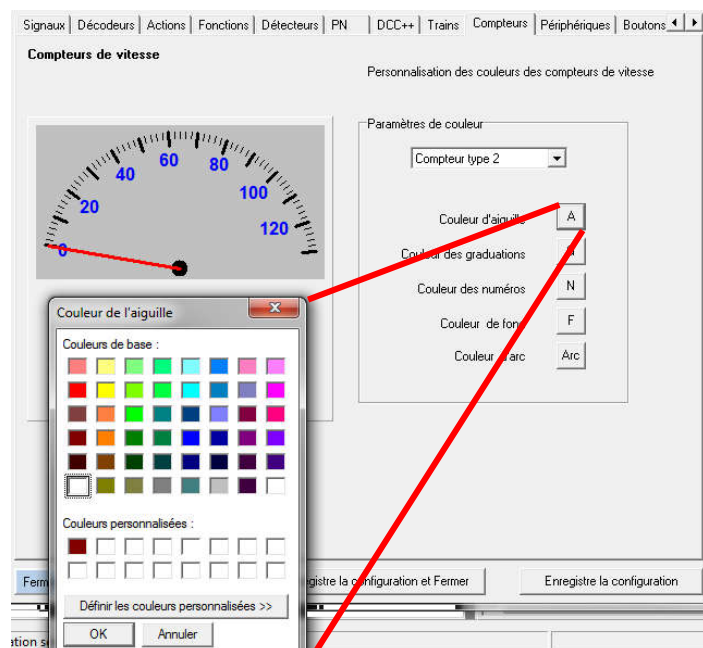 Signaux Décodeurs Actions Fonctions Détecteurs PN DCC++ Trains Compteurs Périphériques Boutons
Compteurs de vitesse
Personnalisation des couleurs des compteurs de vitesse
Paramètres de couleur
Compteur type 2
0 20 40 60 80 100 120
Couleur d'aiguille A
Couleur des graduations
Couleur des numéros N
Couleur de fond F
Couleur d'arc Arc
Couleur de l'aiguille
Couleurs de base :
Couleurs personnalisées :
Définir les couleurs personnalisées >>
OK Annuler
Ferm
gistre la configuration et Fermer
Enregistre la configuration
ation s